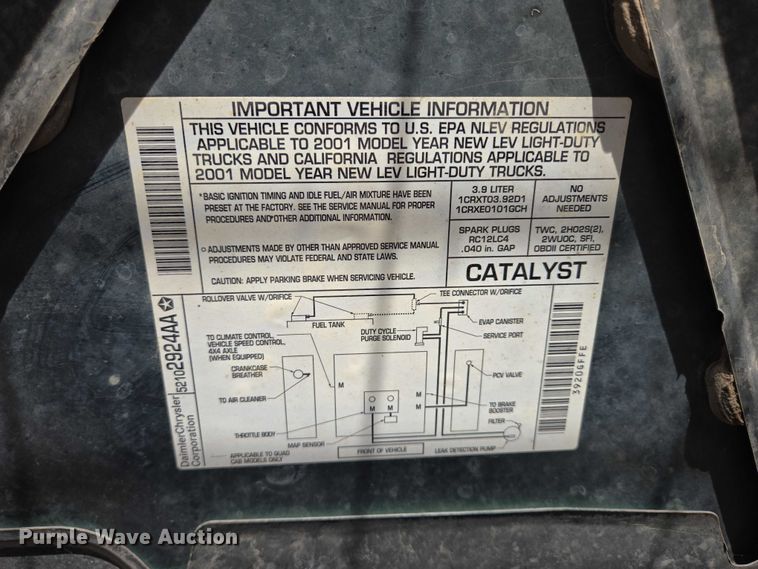 IMPORTANT VEHICLE INFORMATION
THIS VEHICLE CONFORMS TO U.S. EPA NLEV REGULATIONS
APPLICABLE TO 2001 MODEL YEAR NEW LEV LIGHT-DUTY
TRUCKS AND CALIFORNIA REGULATIONS APPLICABLE TO
2001 MODEL YEAR NEW LEV LIGHT-DUTY TRUCKS.
*BASIC IGNITION TIMING AND IDLE FUEL/AIR MIXTURE HAVE BEEN
PRESET AT THE FACTORY. SEE THE SERVICE MANUAL FOR PROPER
PROCEDURES AND OTHER ADDITIONAL INFORMATION.
ADJUSTMENTS MADE BY OTHER THAN APPROVED SERVICE MANUAL
PROCEDURES MAY VIOLATE FEDERAL AND STATE LAWS.
CAUTION: APPLY PARKING BRAKE WHEN SERVICING VEHICLE.
3.9 LITER
1CRXT03.92D1
1CRXE0101GCH
NO
ADJUSTMENTS
NEEDED
SPARK PLUGS
RC12LC4
.040 in. GAP
TWC, 2HO2S(2),
2WUOC, SFI,
OBDII CERTIFIED
CATALYST
DaimlerChrysler
Corporation
52102924AA
ROLLOVER VALVE W/ORIFICE
TEE CONNECTOR W/ORIFICE
FUEL TANK
EVAP CANISTER
DUTY CYCLE
PURGE SOLENOID
SERVICE PORT
TO CLIMATE CONTROL,
VEHICLE SPEED CONTROL,
4X4 AXLE
(WHEN EQUIPPED)
CRANKCASE
BREATHER
PCV VALVE
M
M
TO AIR CLEANER
M M
M
TO BRAKE
BOOSTER
THROTTLE BODY
MAP SENSOR
FILTER
APPLICABLE TO QUAD
CAB MODELS ONLY
FRONT OF VEHICLE
LEAK DETECTION PUMP
3920GFFE
Purple Wave Auction